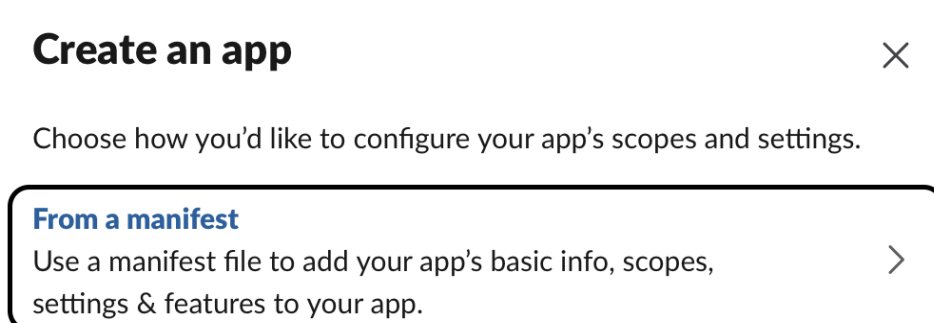 Create an app
Choose how you’d like to configure your app’s scopes and settings.
From a manifest
Use a manifest file to add your app’s basic info, scopes,
settings & features to your app.